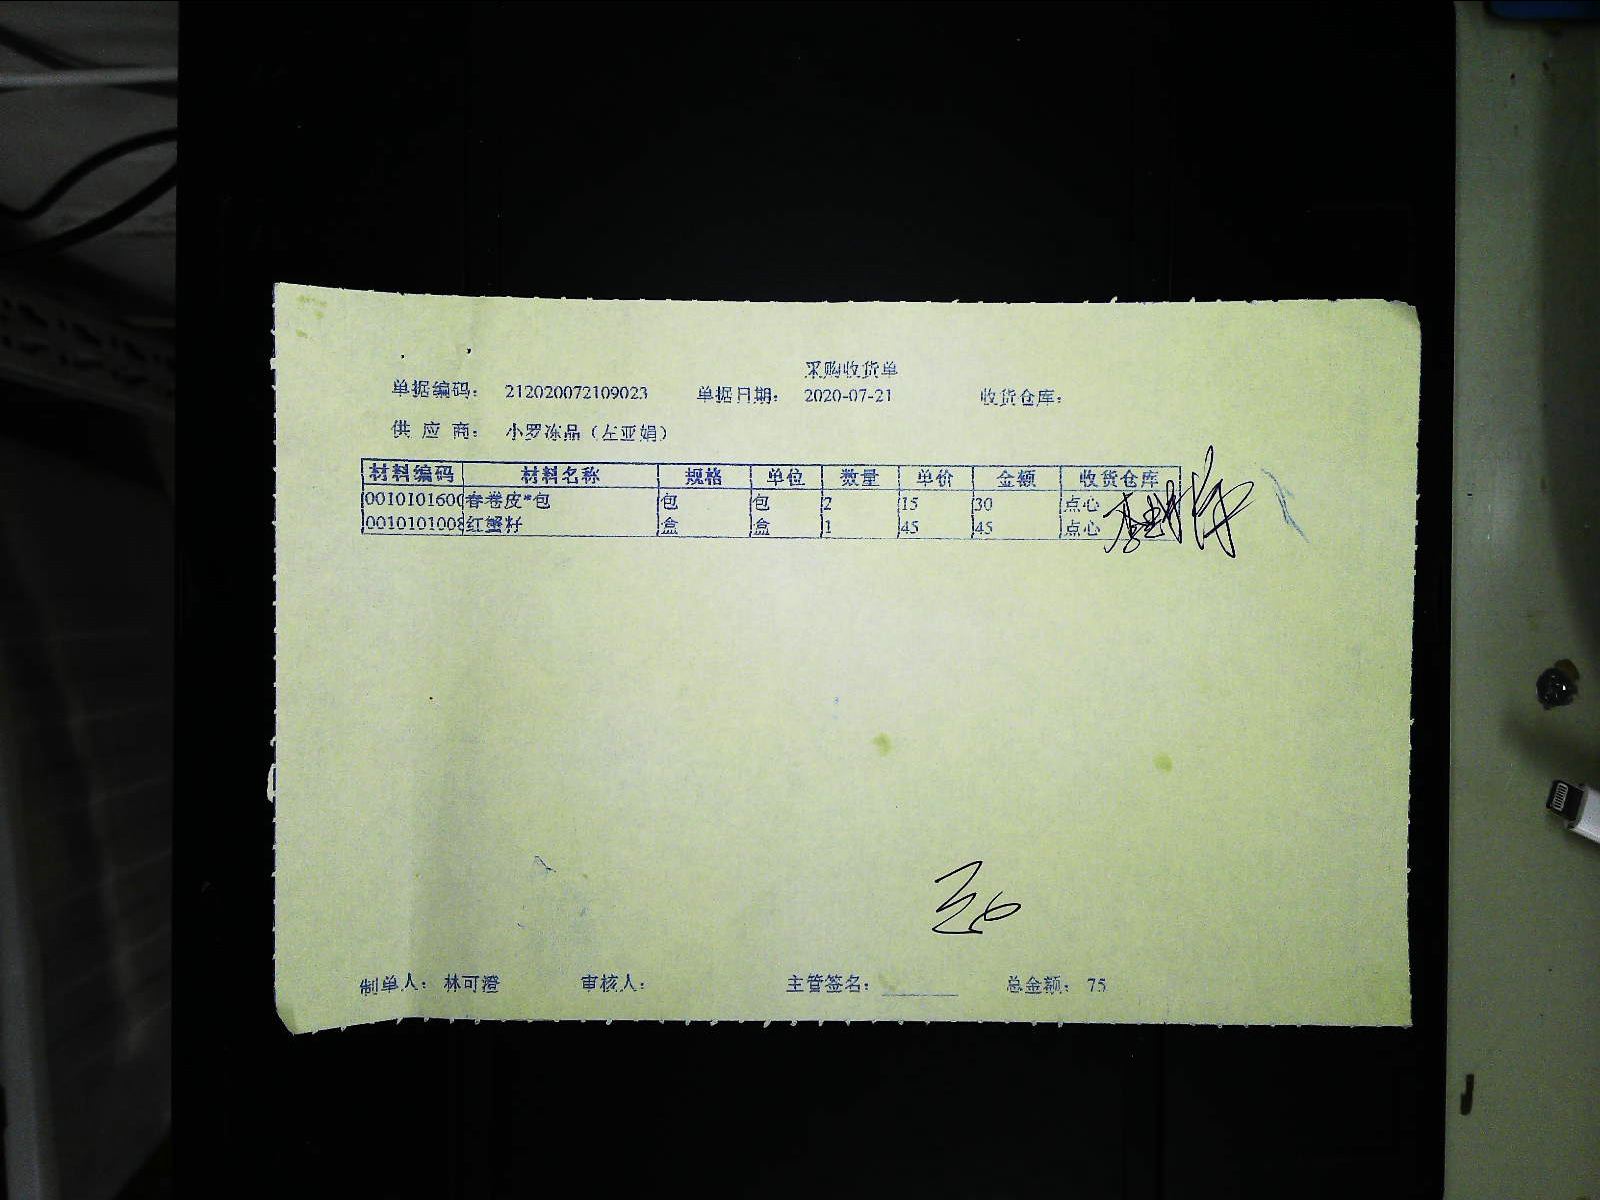 采购收货单
单据编码： 212020072109023 单据日期： 2020-07-21 收货仓库：
供 应 商： 小罗冻品（左亚娟）
材料编码 材料名称 规格 单位 数量 单价 金额 收货仓库
0010101600 春卷皮*包 包 包 2 15 30 点心
0010101008 红蟹籽 盒 盒 1 45 45 点心
制单人： 林可澄 审核人： 主管签名： 总金额： 75